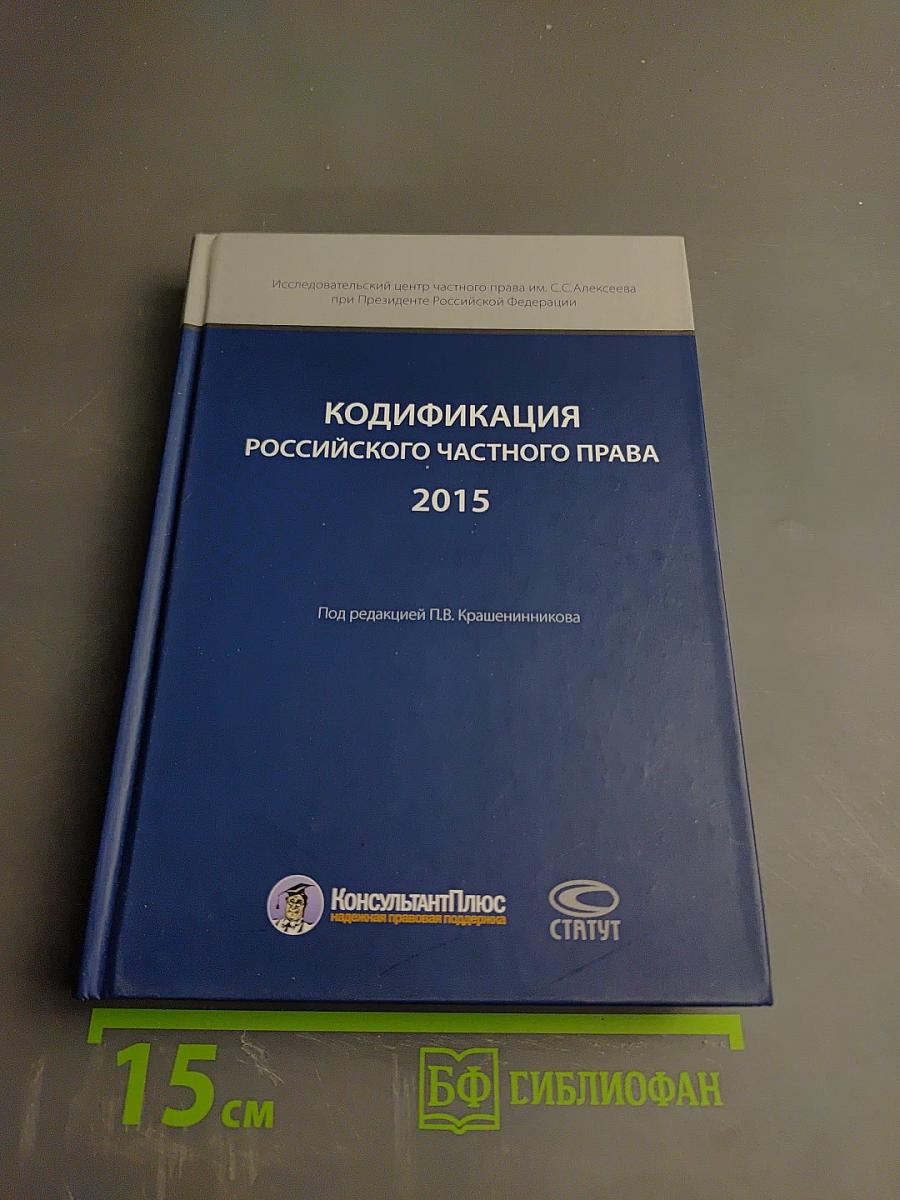 Исследовательский центр частного права им. С.С.Алексеева
при Президенте Российской Федерации
КОДИФИКАЦИЯ
РОССИЙСКОГО ЧАСТНОГО ПРАВА
2015
Под редакцией П.В. Крашенинникова
КонсультантПлюс
надежная правовая поддержка
СТАТУТ
15 см
БФ БИБЛИОФАН